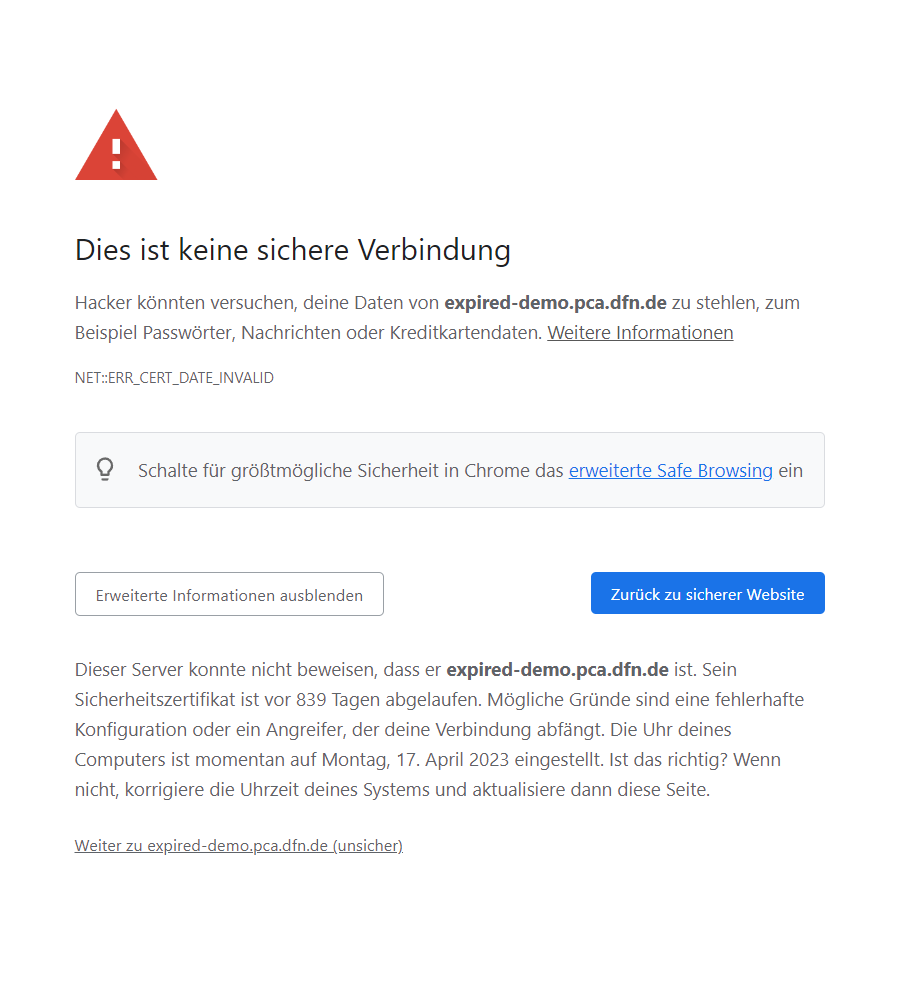 Dies ist keine sichere Verbindung
Hacker könnten versuchen, deine Daten von expired-demo.pca.dfn.de zu stehlen, zum
Beispiel Passwörter, Nachrichten oder Kreditkartendaten. Weitere Informationen
NET::ERR_CERT_DATE_INVALID
Schalte für größtmögliche Sicherheit in Chrome das erweiterte Safe Browsing ein
Erweiterte Informationen ausblenden
Zurück zu sicherer Website
Dieser Server konnte nicht beweisen, dass er expired-demo.pca.dfn.de ist. Sein
Sicherheitszertifikat ist vor 839 Tagen abgelaufen. Mögliche Gründe sind eine fehlerhafte
Konfiguration oder ein Angreifer, der deine Verbindung abfängt. Die Uhr deines
Computers ist momentan auf Montag, 17. April 2023 eingestellt. Ist das richtig? Wenn
nicht, korrigiere die Uhrzeit deines Systems und aktualisiere dann diese Seite.
Weiter zu expired-demo.pca.dfn.de (unsicher)